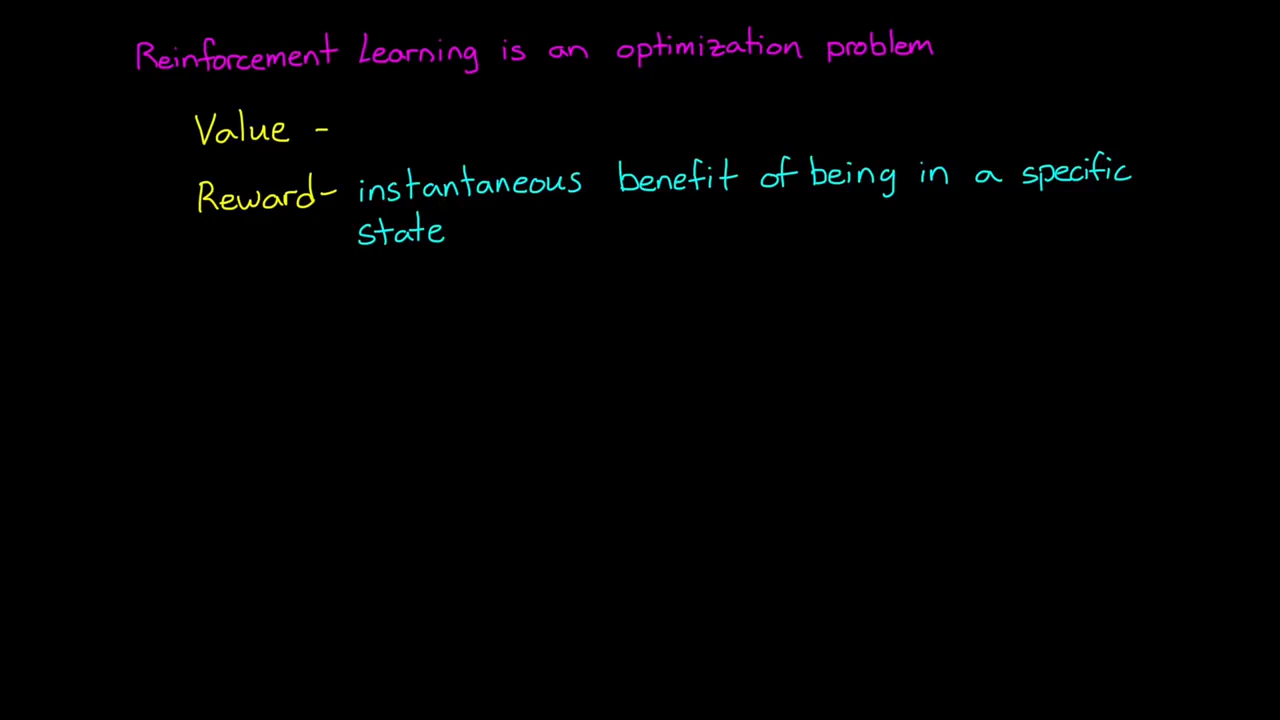 Reinforcement Learning is an optimization problem
Value -
Reward- instantaneous benefit of being in a specific
state